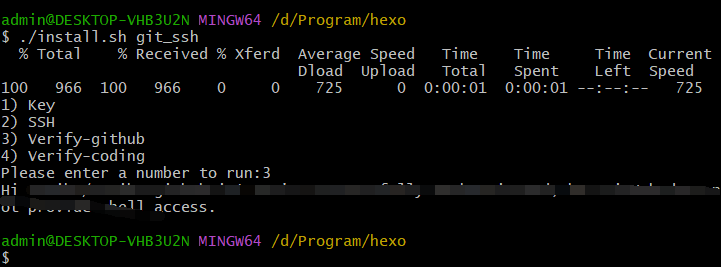 admin@DESKTOP-VHB3U2N MINGW64 /d/Program/hexo
$ ./install.sh git_ssh
% Total % Received % Xferd Average Speed Time Time Time Current
Dload Upload Total Spent Left Speed
100 966 100 966 0 0 725 0 0:00:01 0:00:01 --:--:-- 725
1) Key
2) SSH
3) Verify-github
4) Verify-coding
Please enter a number to run:3
Hi
access.
admin@DESKTOP-VHB3U2N MINGW64 /d/Program/hexo
$